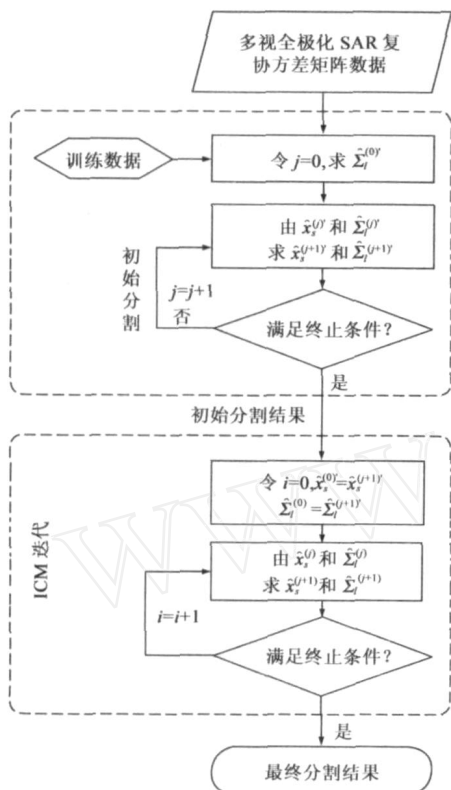 多视全极化 SAR 复
协方差矩阵数据
训练数据
令 j=0, 求 Σ̂_l^(0)′
由 x̂_s^(j)′ 和 Σ̂_l^(j)′
求 x̂_s^(j+1)′ 和 Σ̂_l^(j+1)′
初始分割
j=j+1
否
满足终止条件?
是
初始分割结果
令 i=0, x̂_s^(0)′=x̂_s^(j+1)′
Σ̂_l^(0)=Σ̂_l^(j+1)′
ICM 迭代
由 x̂_s^(j) 和 Σ̂_l^(j)
求 x̂_s^(j+1) 和 Σ̂_l^(j+1)
i=i+1
满足终止条件?
是
最终分割结果
WWW